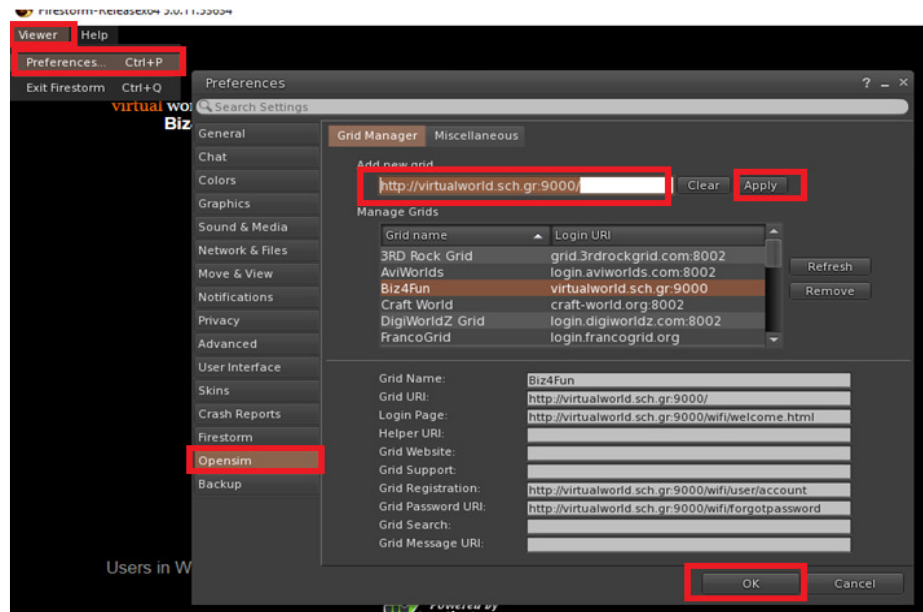 Firestorm-Releasex64 5.0.11.53634
Viewer Help
Preferences... Ctrl+P
Exit Firestorm Ctrl+Q
virtual wo
Biz
Preferences ? _ ×
Search Settings
General
Chat
Colors
Graphics
Sound & Media
Network & Files
Move & View
Notifications
Privacy
Advanced
User Interface
Skins
Crash Reports
Firestorm
Opensim
Backup
Grid Manager Miscellaneous
Add new grid
http://virtualworld.sch.gr:9000/ Clear Apply
Manage Grids
Grid name Login URI
3RD Rock Grid grid.3rdrockgrid.com:8002
AviWorlds login.aviworlds.com:8002
Biz4Fun virtualworld.sch.gr:9000
Craft World craft-world.org:8002
DigiWorldZ Grid login.digiworldz.com:8002
FrancoGrid login.francogrid.org
Refresh
Remove
Grid Name: Biz4Fun
Grid URI: http://virtualworld.sch.gr:9000/
Login Page: http://virtualworld.sch.gr:9000/wifi/welcome.html
Helper URI:
Grid Website:
Grid Support:
Grid Registration: http://virtualworld.sch.gr:9000/wifi/user/account
Grid Password URI: http://virtualworld.sch.gr:9000/wifi/forgotpassword
Grid Search:
Grid Message URI:
Users in W
OK Cancel
Powered by